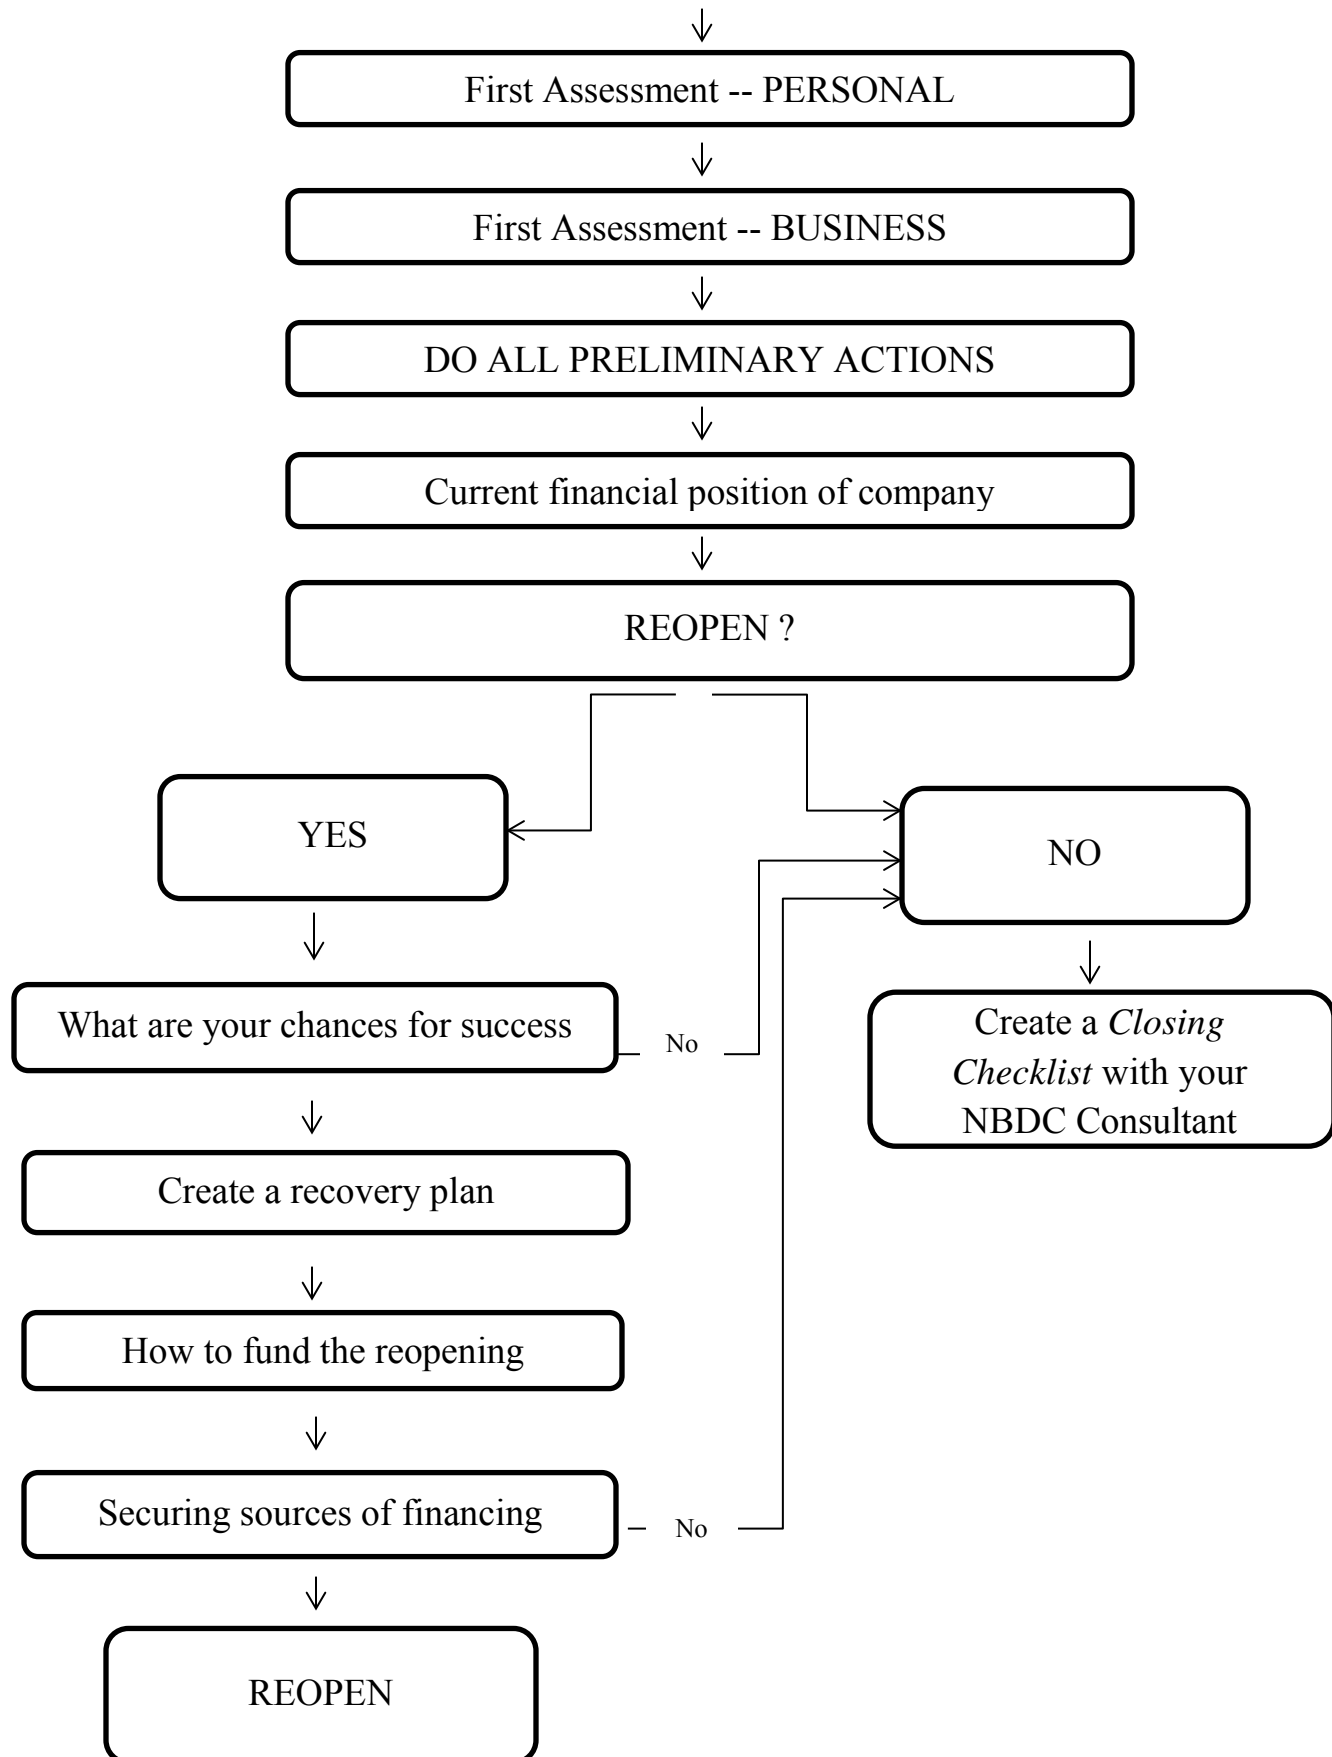 First Assessment -- PERSONAL
First Assessment -- BUSINESS
DO ALL PRELIMINARY ACTIONS
Current financial position of company
REOPEN ?
YES
NO
What are your chances for success
No
Create a Closing
Checklist with your
NBDC Consultant
Create a recovery plan
How to fund the reopening
Securing sources of financing
No
REOPEN